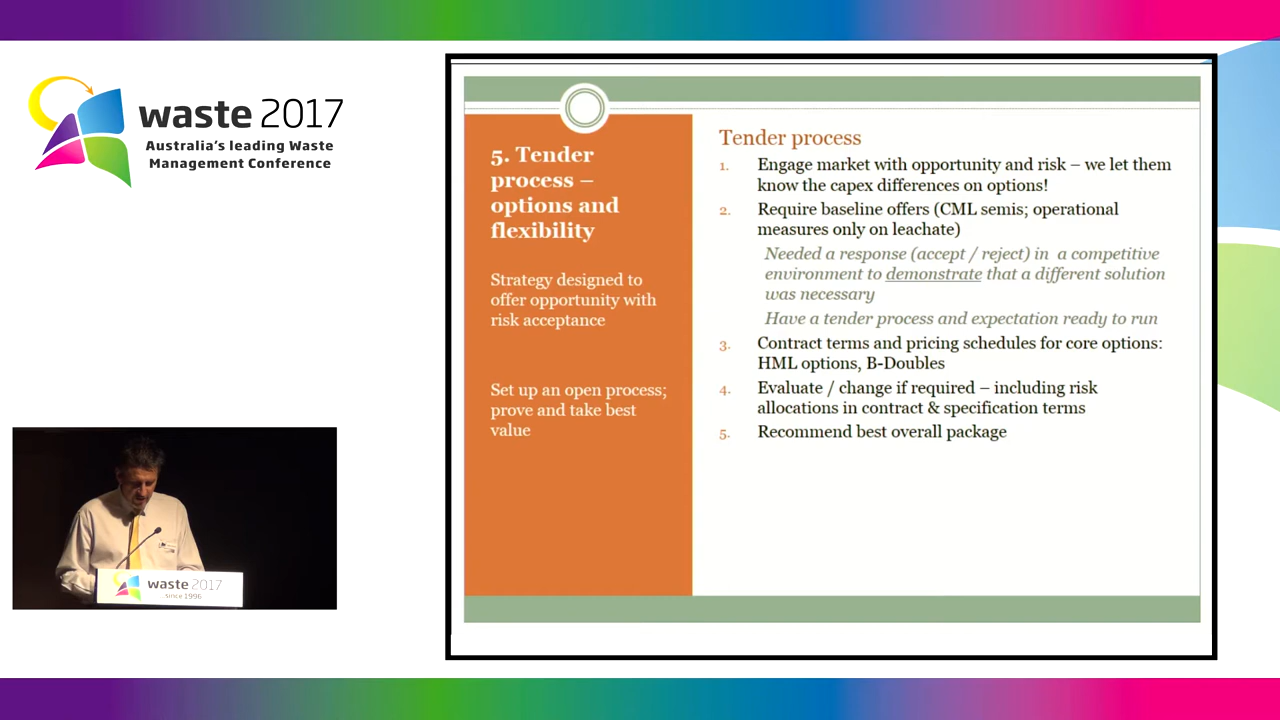 waste 2017
Australia's leading Waste
Management Conference
5. Tender
process –
options and
flexibility
Strategy designed to
offer opportunity with
risk acceptance
Set up an open process;
prove and take best
value
Tender process
1. Engage market with opportunity and risk – we let them
know the capex differences on options!
2. Require baseline offers (CML semis; operational
measures only on leachate)
Needed a response (accept / reject) in a competitive
environment to demonstrate that a different solution
was necessary
Have a tender process and expectation ready to run
3. Contract terms and pricing schedules for core options:
HML options, B-Doubles
4. Evaluate / change if required – including risk
allocations in contract & specification terms
5. Recommend best overall package
waste 2017
since 1996